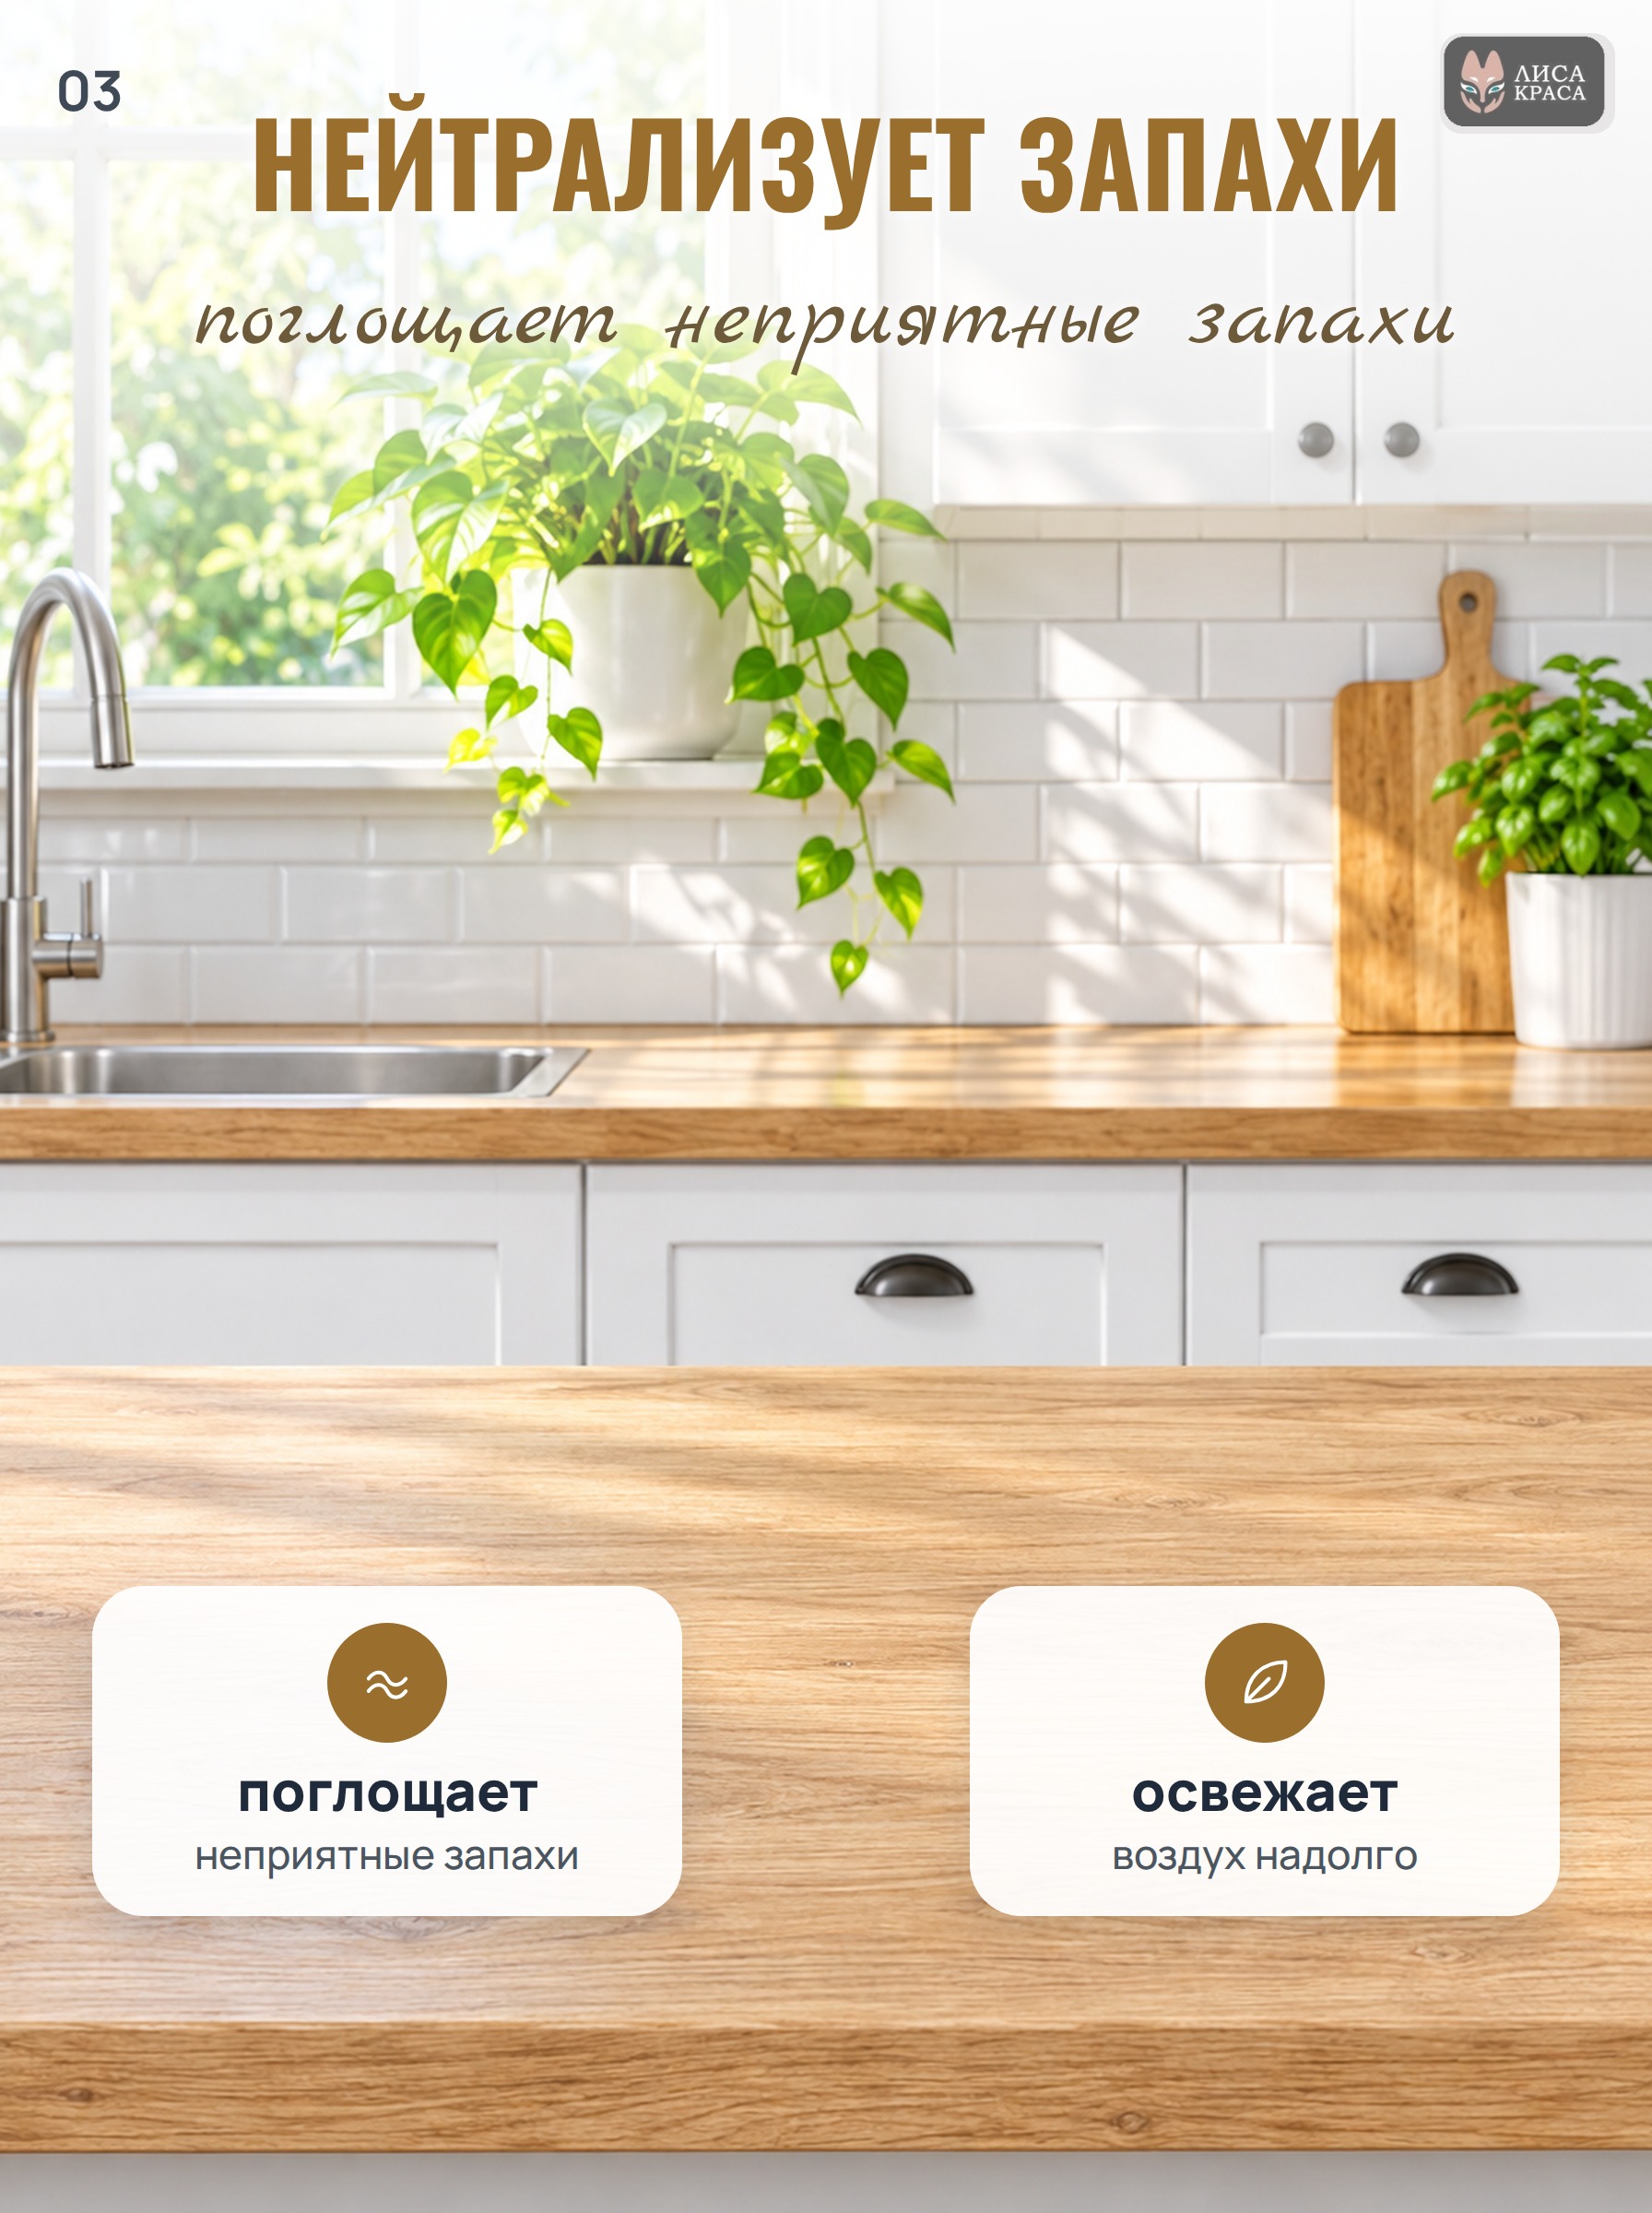 03
ЛИСА
КРАСА
НЕЙТРАЛИЗУЕТ ЗАПАХИ
поглощает неприятные запахи
поглощает
неприятные запахи
освежает
воздух надолго